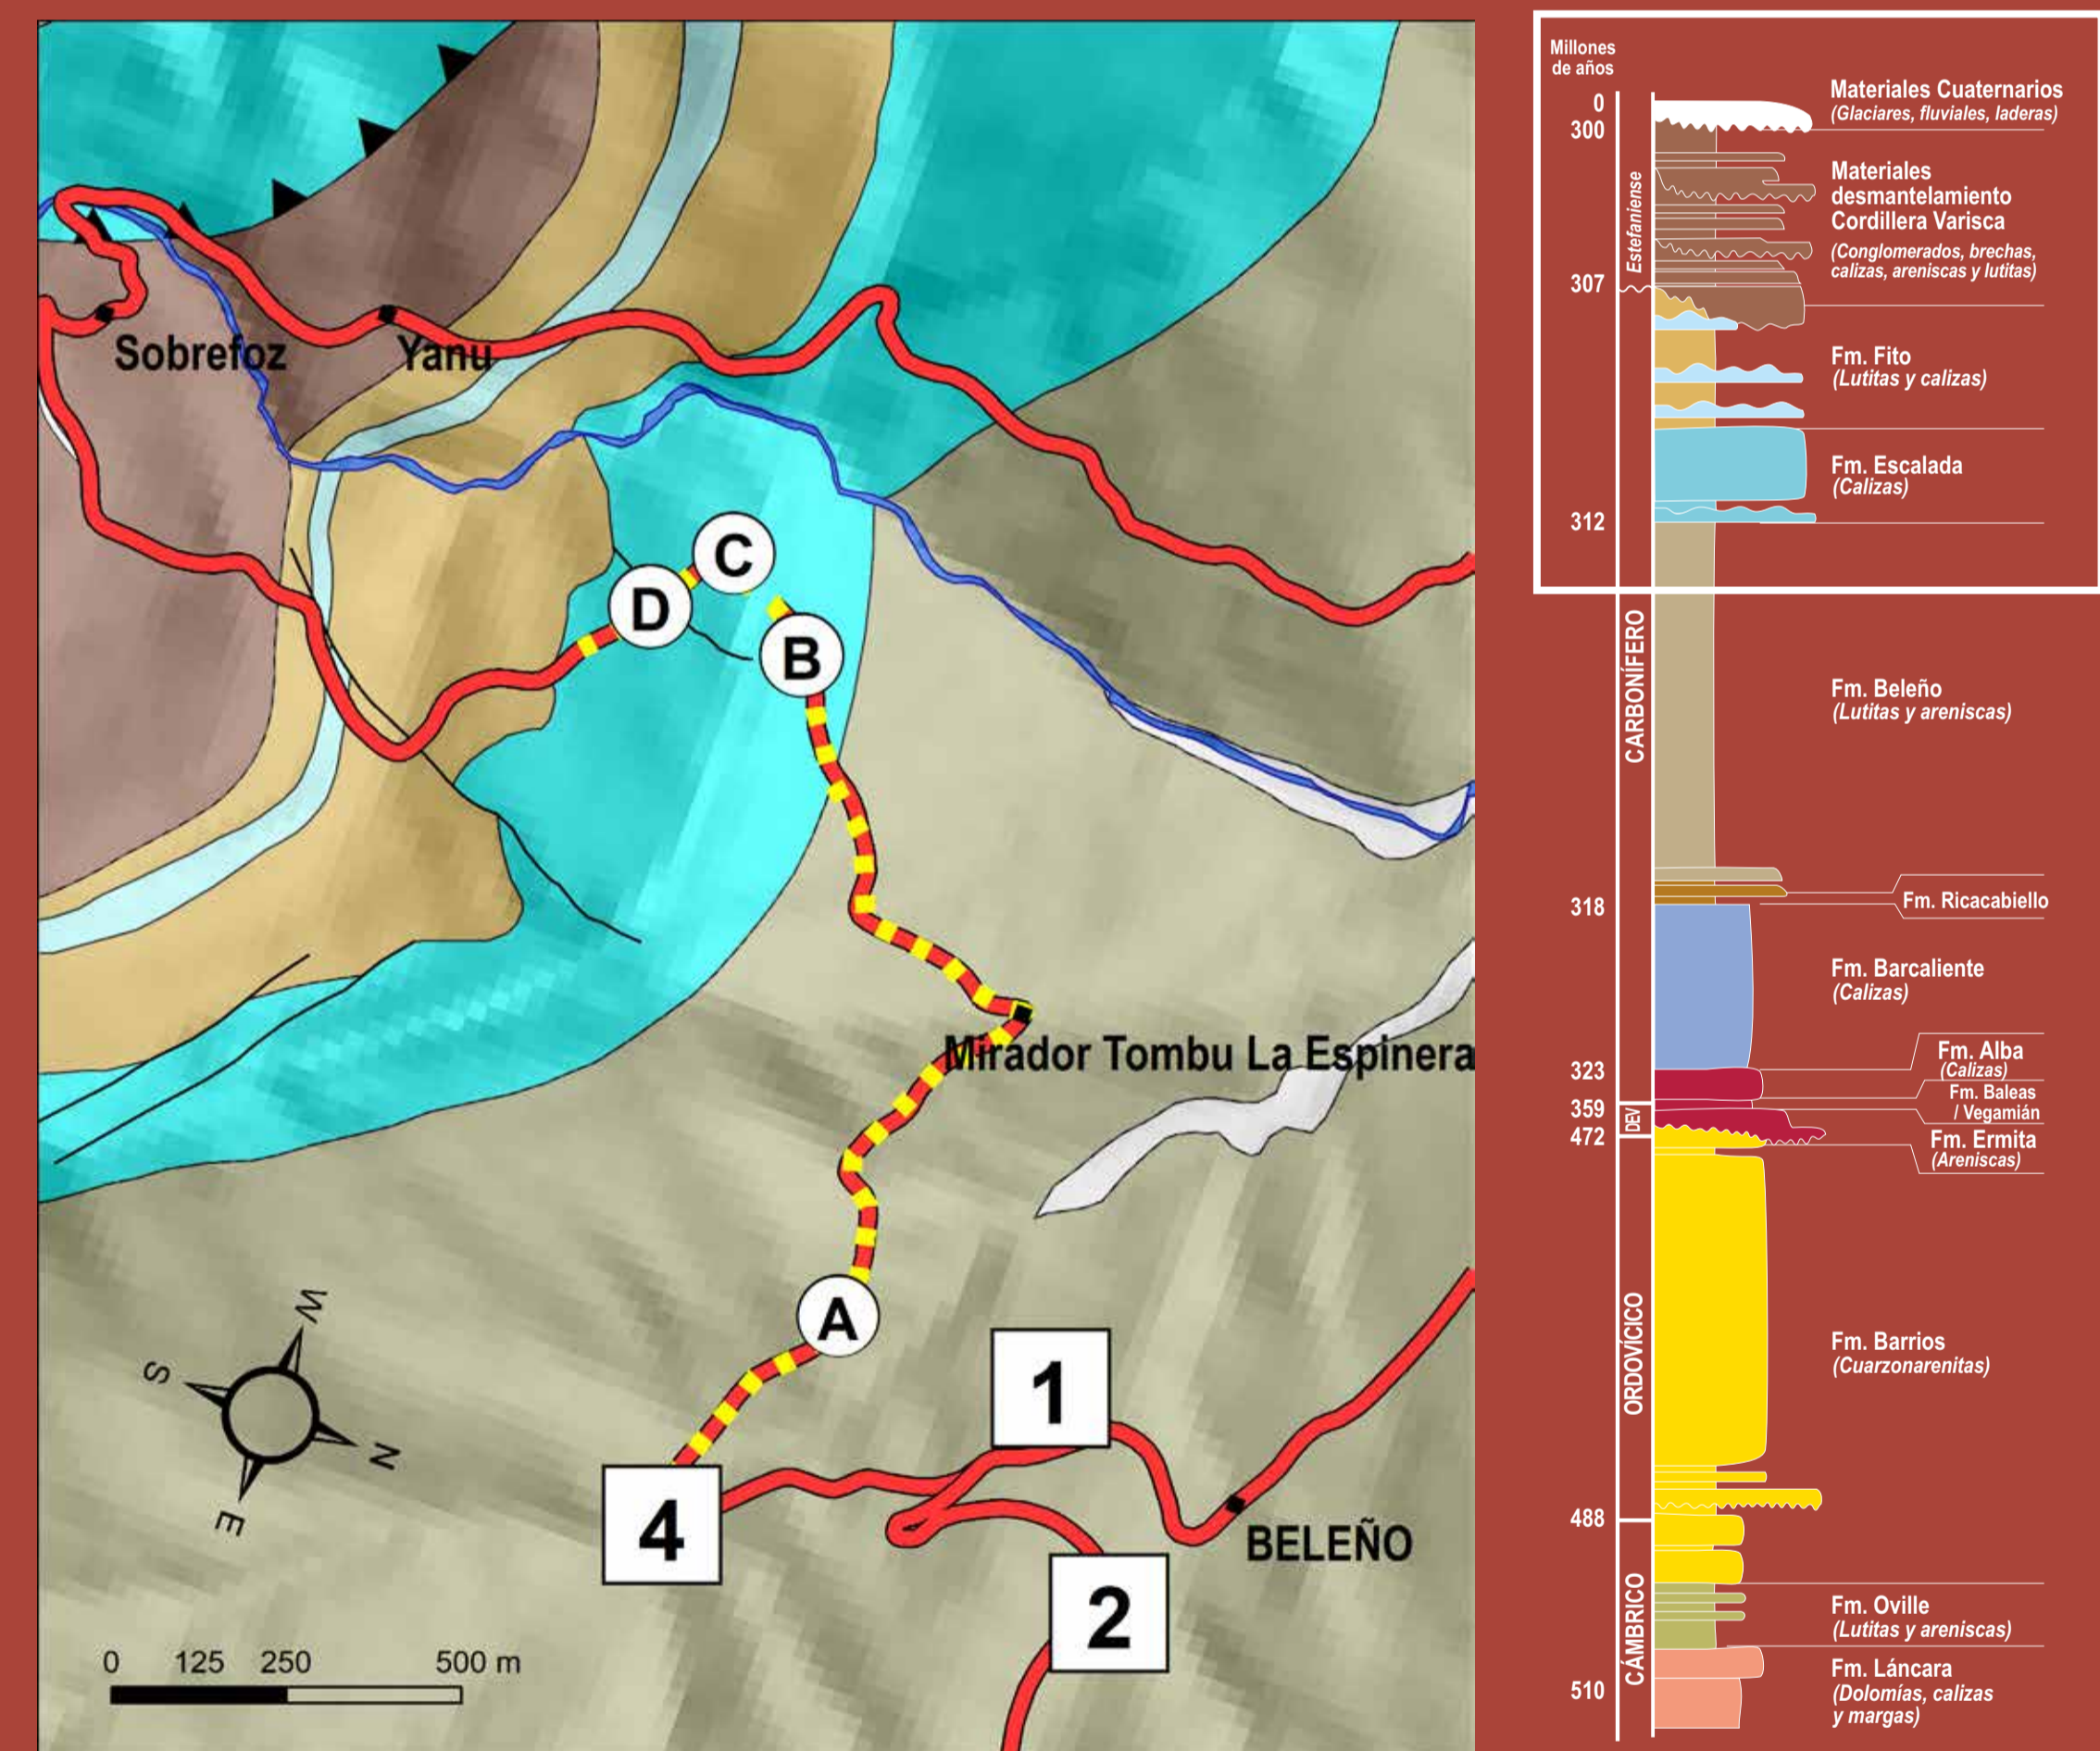 Sobrefoz
Yanu
C
D
B
Mirador Tombu La Espinera
A
1
4
BELEÑO
2
W
S
N
E
0 125 250 500 m
Millones
de años
0
300
307
312
318
323
359
472
488
510
Estefaniense
CARBONÍFERO
DEV
ORDOVÍCICO
CÁMBRICO
Materiales Cuaternarios
(Glaciares, fluviales, laderas)
Materiales
desmantelamiento
Cordillera Varisca
(Conglomerados, brechas,
calizas, areniscas y lutitas)
Fm. Fito
(Lutitas y calizas)
Fm. Escalada
(Calizas)
Fm. Beleño
(Lutitas y areniscas)
Fm. Ricacabiello
Fm. Barcaliente
(Calizas)
Fm. Alba
(Calizas)
Fm. Baleas
/ Vegamián
Fm. Ermita
(Areniscas)
Fm. Barrios
(Cuarzonarenitas)
Fm. Oville
(Lutitas y areniscas)
Fm. Láncara
(Dolomías, calizas
y margas)